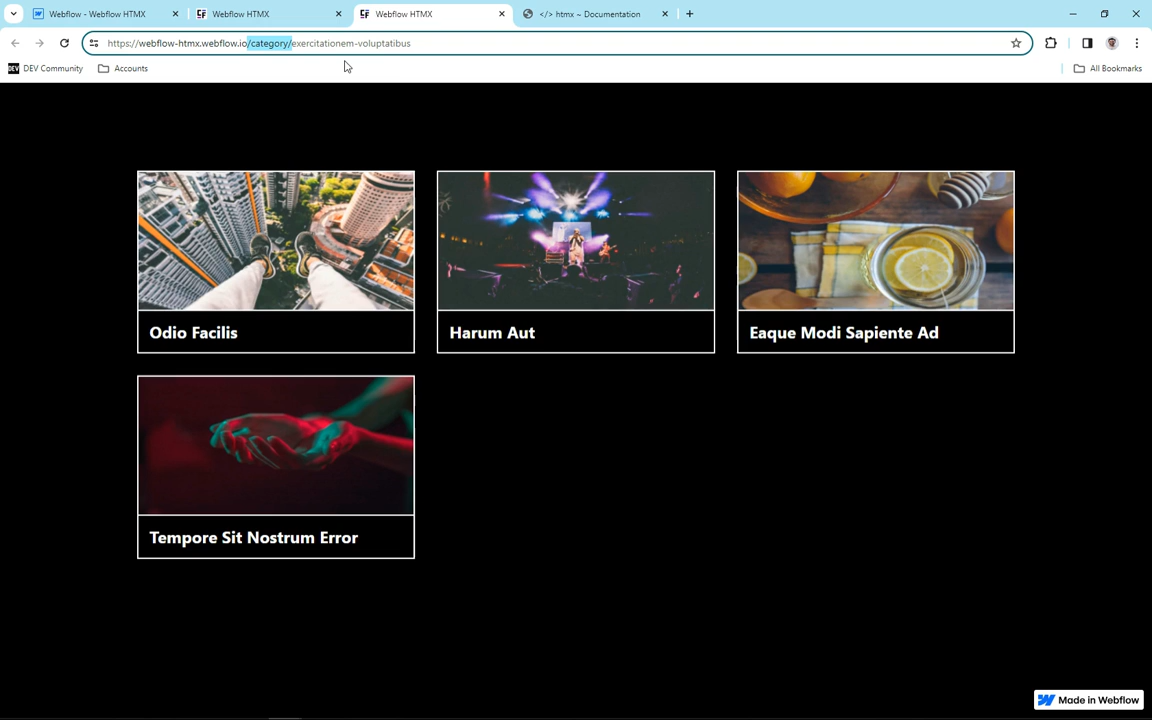 Webflow - Webflow HTMX
Webflow HTMX
Webflow HTMX
</> htmx ~ Documentation
https://webflow-htmx.webflow.io/category/exercitationem-voluptatibus
DEV DEV Community
Accounts
All Bookmarks
Odio Facilis
Harum Aut
Eaque Modi Sapiente Ad
Tempore Sit Nostrum Error
Made in Webflow